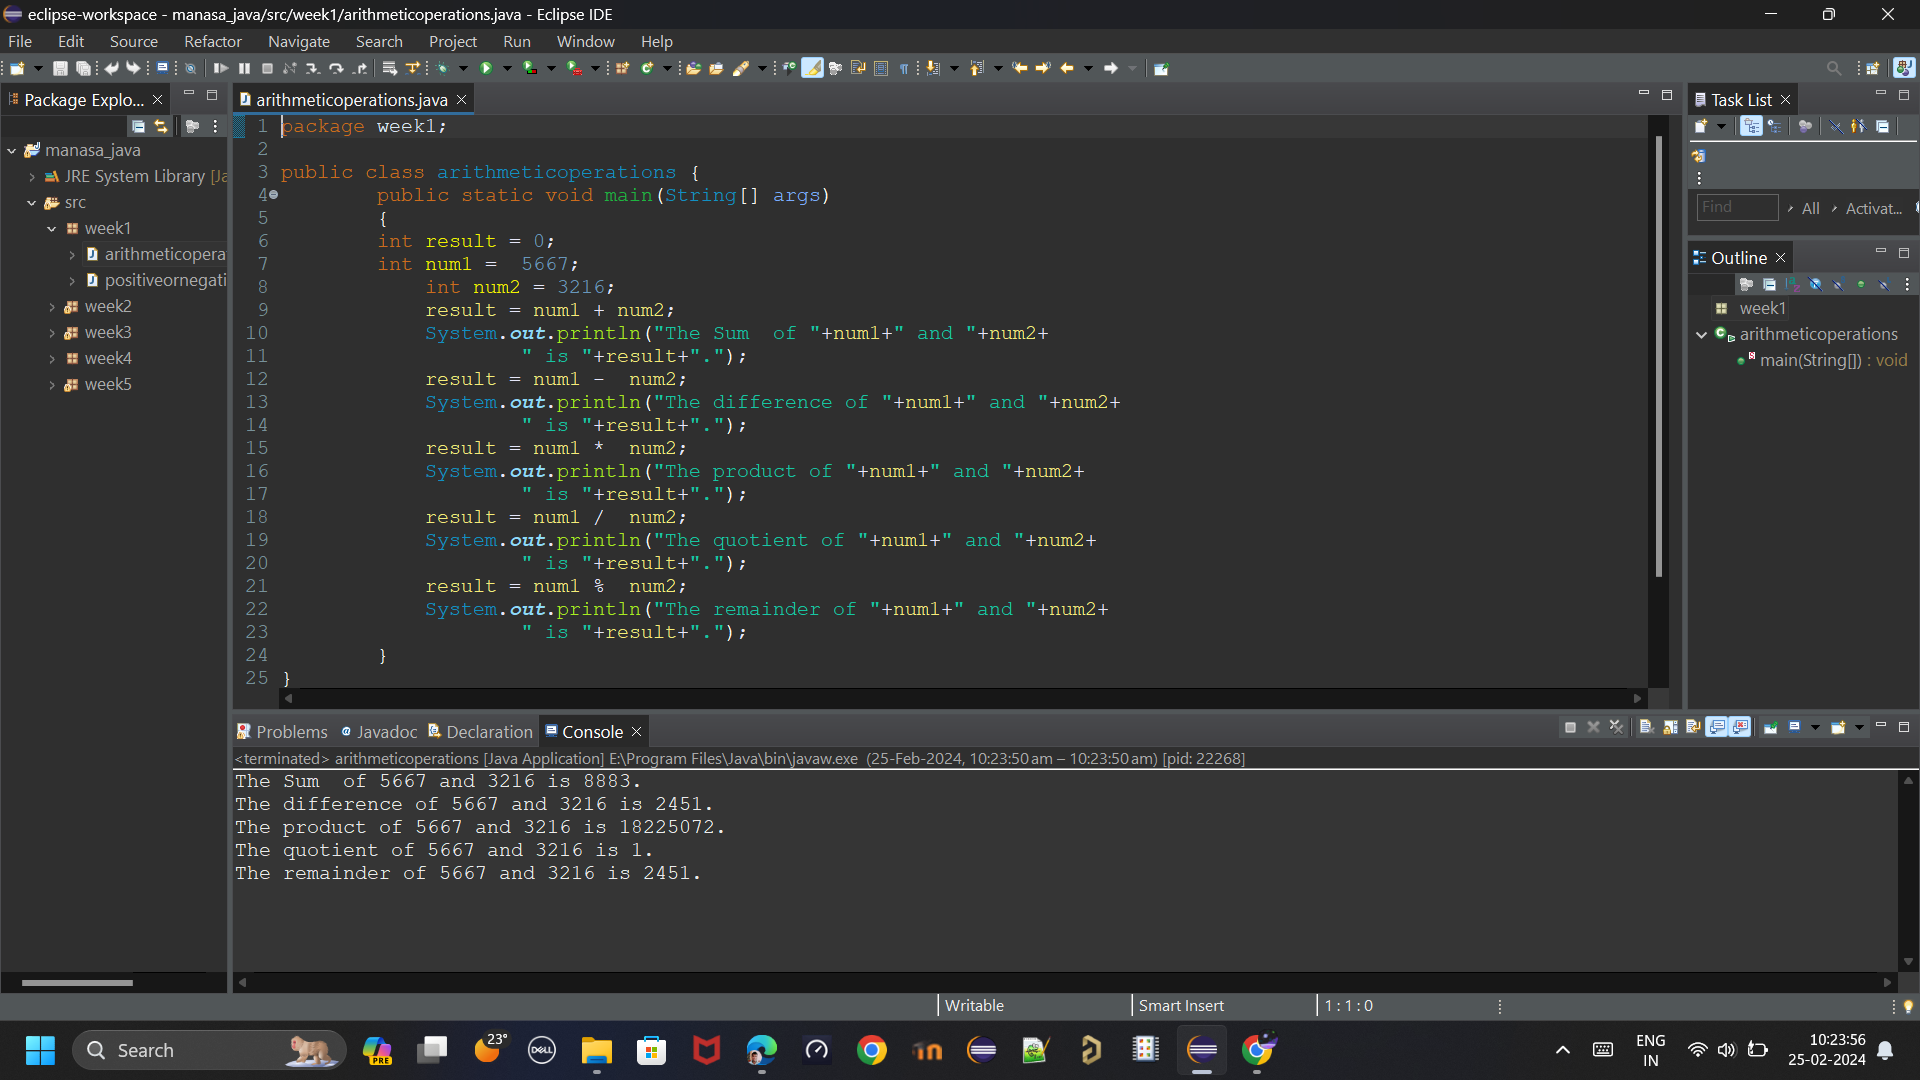 eclipse-workspace - manasa_java/src/week1/arithmeticoperations.java - Eclipse IDE
File Edit Source Refactor Navigate Search Project Run Window Help
Package Explo...
manasa_java
JRE System Library [Ja
src
week1
arithmeticopera
positiveornegati
week2
week3
week4
week5
arithmeticoperations.java
1 package week1;
2
3 public class arithmeticoperations {
4 public static void main(String[] args)
5 {
6 int result = 0;
7 int num1 =  5667;
8 int num2 = 3216;
9 result = num1 + num2;
10 System.out.println("The Sum  of "+num1+" and "+num2+
11 " is "+result+".");
12 result = num1 -  num2;
13 System.out.println("The difference of "+num1+" and "+num2+
14 " is "+result+".");
15 result = num1 *  num2;
16 System.out.println("The product of "+num1+" and "+num2+
17 " is "+result+".");
18 result = num1 /  num2;
19 System.out.println("The quotient of "+num1+" and "+num2+
20 " is "+result+".");
21 result = num1 %  num2;
22 System.out.println("The remainder of "+num1+" and "+num2+
23 " is "+result+".");
24 }
25 }
Task List
Find All Activat...
Outline
week1
arithmeticoperations
main(String[]) : void
Problems Javadoc Declaration Console
<terminated> arithmeticoperations [Java Application] E:\Program Files\Java\bin\javaw.exe (25-Feb-2024, 10:23:50 am – 10:23:50 am) [pid: 22268]
The Sum  of 5667 and 3216 is 8883.
The difference of 5667 and 3216 is 2451.
The product of 5667 and 3216 is 18225072.
The quotient of 5667 and 3216 is 1.
The remainder of 5667 and 3216 is 2451.
Writable Smart Insert 1 : 1 : 0
Search
PRE
23°
DELL
ENG
IN
10:23:56
25-02-2024